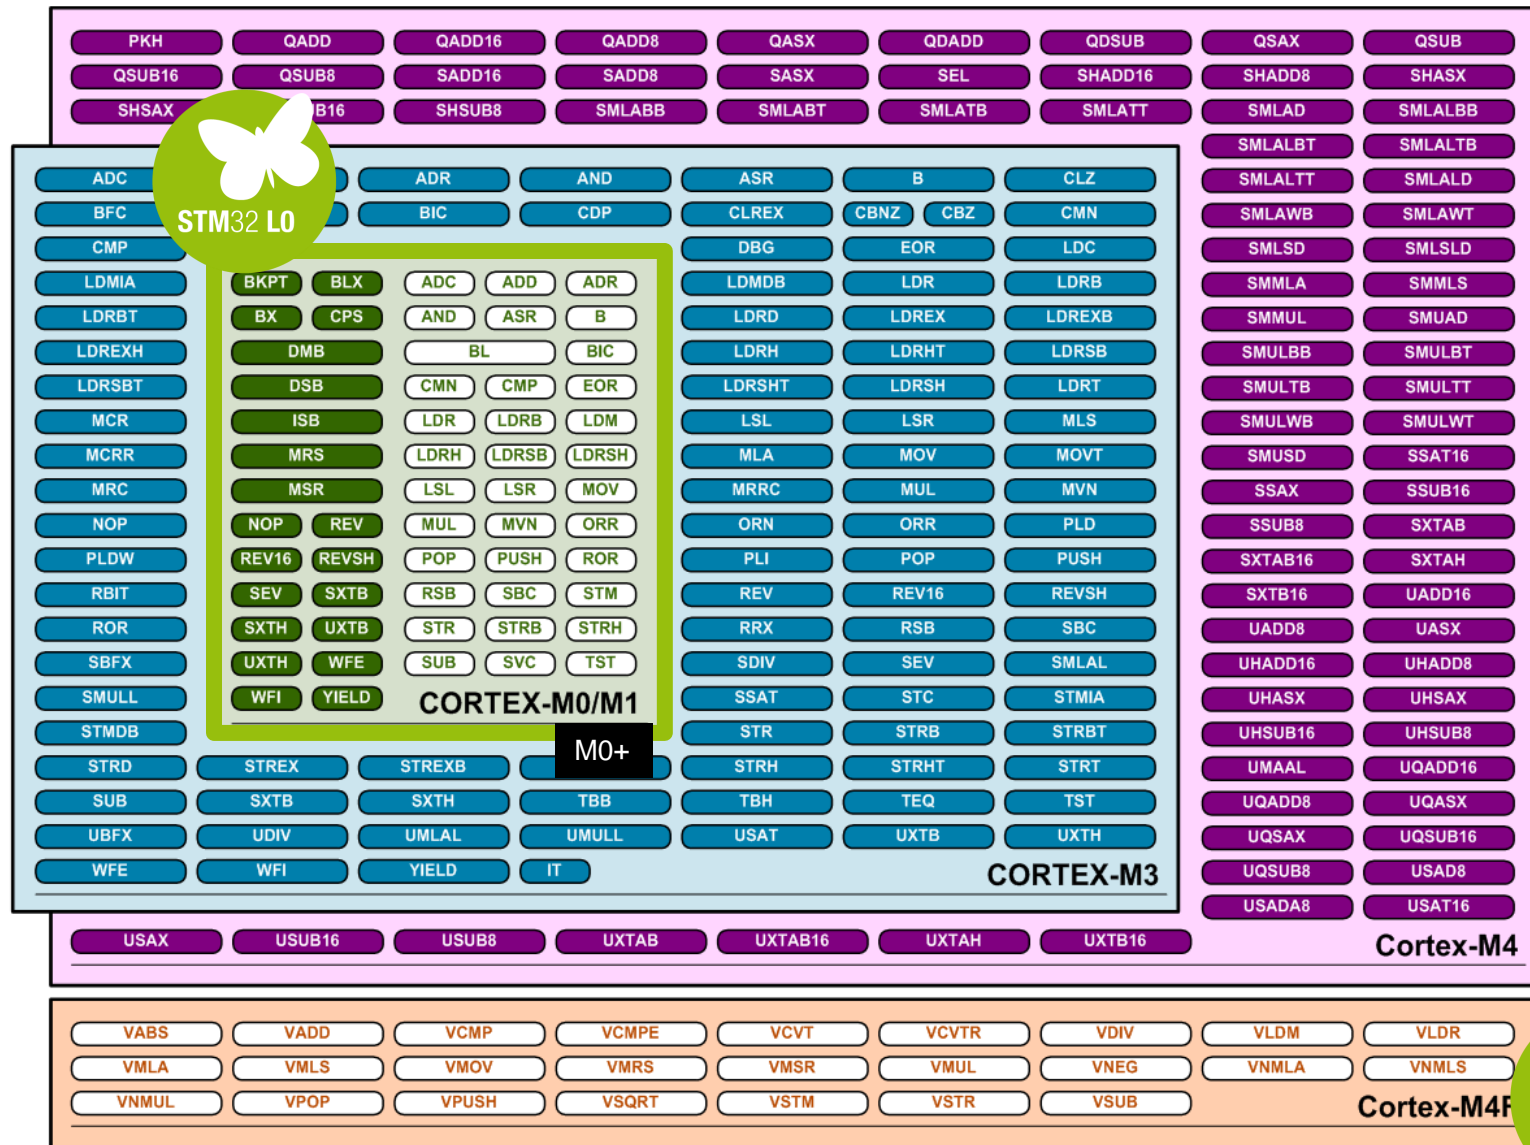 PKH QADD QADD16 QADD8 QASX QDADD QDSUB QSAX QSUB
QSUB16 QSUB8 SADD16 SADD8 SASX SEL SHADD16 SHADD8 SHASX
SHSAX UB16 SHSUB8 SMLABB SMLABT SMLATB SMLATT SMLAD SMLALBB
SMLALBT SMLALTB
ADC ADR AND ASR B CLZ SMLALTT SMLALD
BFC BIC CDP CLREX CBNZ CBZ CMN SMLAWB SMLAWT
STM32 L0
CMP DBG EOR LDC SMLSD SMLSLD
LDMIA BKPT BLX ADC ADD ADR LDMDB LDR LDRB SMMLA SMMLS
LDRBT BX CPS AND ASR B LDRD LDREX LDREXB SMMUL SMUAD
LDREXH DMB BL BIC LDRH LDRHT LDRSB SMULBB SMULBT
LDRSBT DSB CMN CMP EOR LDRSHT LDRSH LDRT SMULTB SMULTT
MCR ISB LDR LDRB LDM LSL LSR MLS SMULWB SMULWT
MCRR MRS LDRH LDRSB LDRSH MLA MOV MOVT SMUSD SSAT16
MRC MSR LSL LSR MOV MRRC MUL MVN SSAX SSUB16
NOP NOP REV MUL MVN ORR ORN ORR PLD SSUB8 SXTAB
PLDW REV16 REVSH POP PUSH ROR PLI POP PUSH SXTAB16 SXTAH
RBIT SEV SXTB RSB SBC STM REV REV16 REVSH SXTB16 UADD16
ROR SXTH UXTB STR STRB STRH RRX RSB SBC UADD8 UASX
SBFX UXTH WFE SUB SVC TST SDIV SEV SMLAL UHADD16 UHADD8
SMULL WFI YIELD CORTEX-M0/M1 SSAT STC STMIA UHASX UHSAX
STMDB STR STRB STRBT UHSUB16 UHSUB8
M0+
STRD STREX STREXB STRH STRHT STRT UMAAL UQADD16
SUB SXTB SXTH TBB TBH TEQ TST UQADD8 UQASX
UBFX UDIV UMLAL UMULL USAT UXTB UXTH UQSAX UQSUB16
WFE WFI YIELD IT CORTEX-M3 UQSUB8 USAD8
USADA8 USAT16
USAX USUB16 USUB8 UXTAB UXTAB16 UXTAH UXTB16 Cortex-M4
VABS VADD VCMP VCMPE VCVT VCVTR VDIV VLDM VLDR
VMLA VMLS VMOV VMRS VMSR VMUL VNEG VNMLA VNMLS
VNMUL VPOP VPUSH VSQRT VSTM VSTR VSUB Cortex-M4F